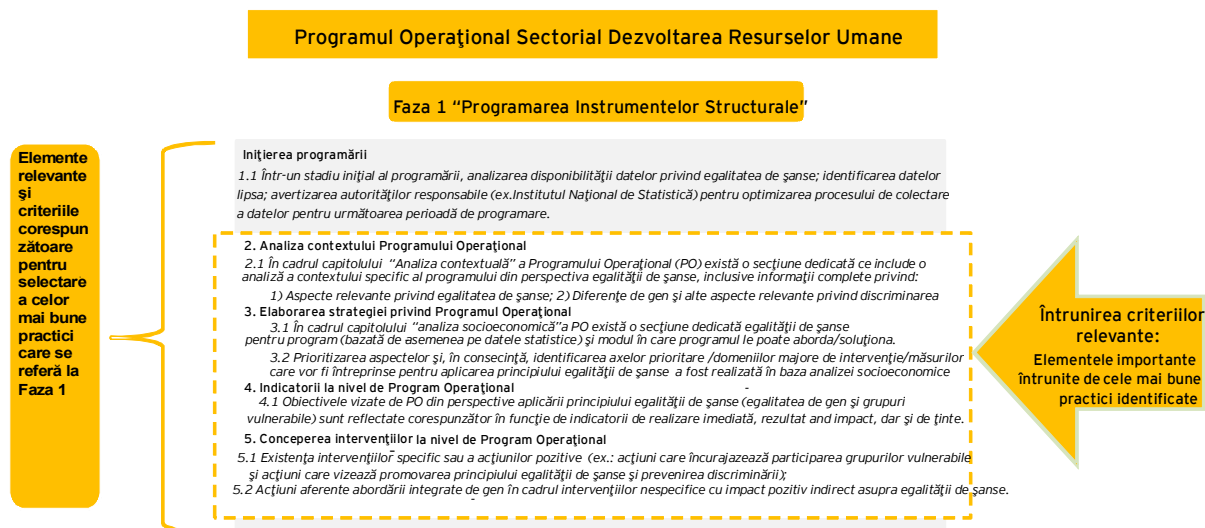 Programul Operaţional Sectorial Dezvoltarea Resurselor Umane
Faza 1 “Programarea Instrumentelor Structurale”
Elemente
relevante
şi
criteriile
corespun
zătoare
pentru
selectare
a celor
mai bune
practici
care se
referă la
Faza 1
Iniţierea programării
1.1 Într-un stadiu iniţial al programării, analizarea disponibilităţii datelor privind egalitatea de şanse; identificarea datelor
lipsa; avertizarea autorităţilor responsabile (ex.Institutul Naţional de Statistică) pentru optimizarea procesului de colectare
a datelor pentru următoarea perioadă de programare.
2. Analiza contextului Programului Operaţional
2.1 În cadrul capitolului “Analiza contextuală” a Programului Operaţional (PO) există o secţiune dedicată ce include o
analiză a contextului specific al programului din perspectiva egalităţii de şanse, inclusive informaţii complete privind:
1) Aspecte relevante privind egalitatea de şanse; 2) Diferenţe de gen şi alte aspecte relevante privind discriminarea
3. Elaborarea strategiei privind Programul Operaţional
3.1 În cadrul capitolului “analiza socioeconomică”a PO există o secţiune dedicată egalităţii de şanse
pentru program (bazată de asemenea pe datele statistice) şi modul în care programul le poate aborda/soluţiona.
3.2 Prioritizarea aspectelor şi, în consecinţă, identificarea axelor prioritare /domeniilor majore de intervenţie/măsurilor
care vor fi întreprinse pentru aplicarea principiului egalităţii de şanse a fost realizată în baza analizei socioeconomice
4. Indicatorii la nivel de Program Operaţional -
4.1 Obiectivele vizate de PO din perspective aplicării principiului egalităţii de şanse (egalitatea de gen şi grupuri
vulnerabile) sunt reflectate corespunzător în funcţie de indicatorii de realizare imediată, rezultat and impact, dar şi de ţinte.
5. Conceperea intervenţiilor la nivel de Program Operaţional
5.1 Existenţa intervenţiilor specific sau a acţiunilor pozitive (ex.: acţiuni care încurajazează participarea grupurilor vulnerabile
şi acţiuni care vizează promovarea principiului egalităţii de şanse şi prevenirea discriminării);
5.2 Acţiuni aferente abordării integrate de gen în cadrul intervenţiilor nespecifice cu impact pozitiv indirect asupra egalităţii de şanse.
Întrunirea criteriilor
relevante:
Elementele importante
întrunite de cele mai bune
practici identificate